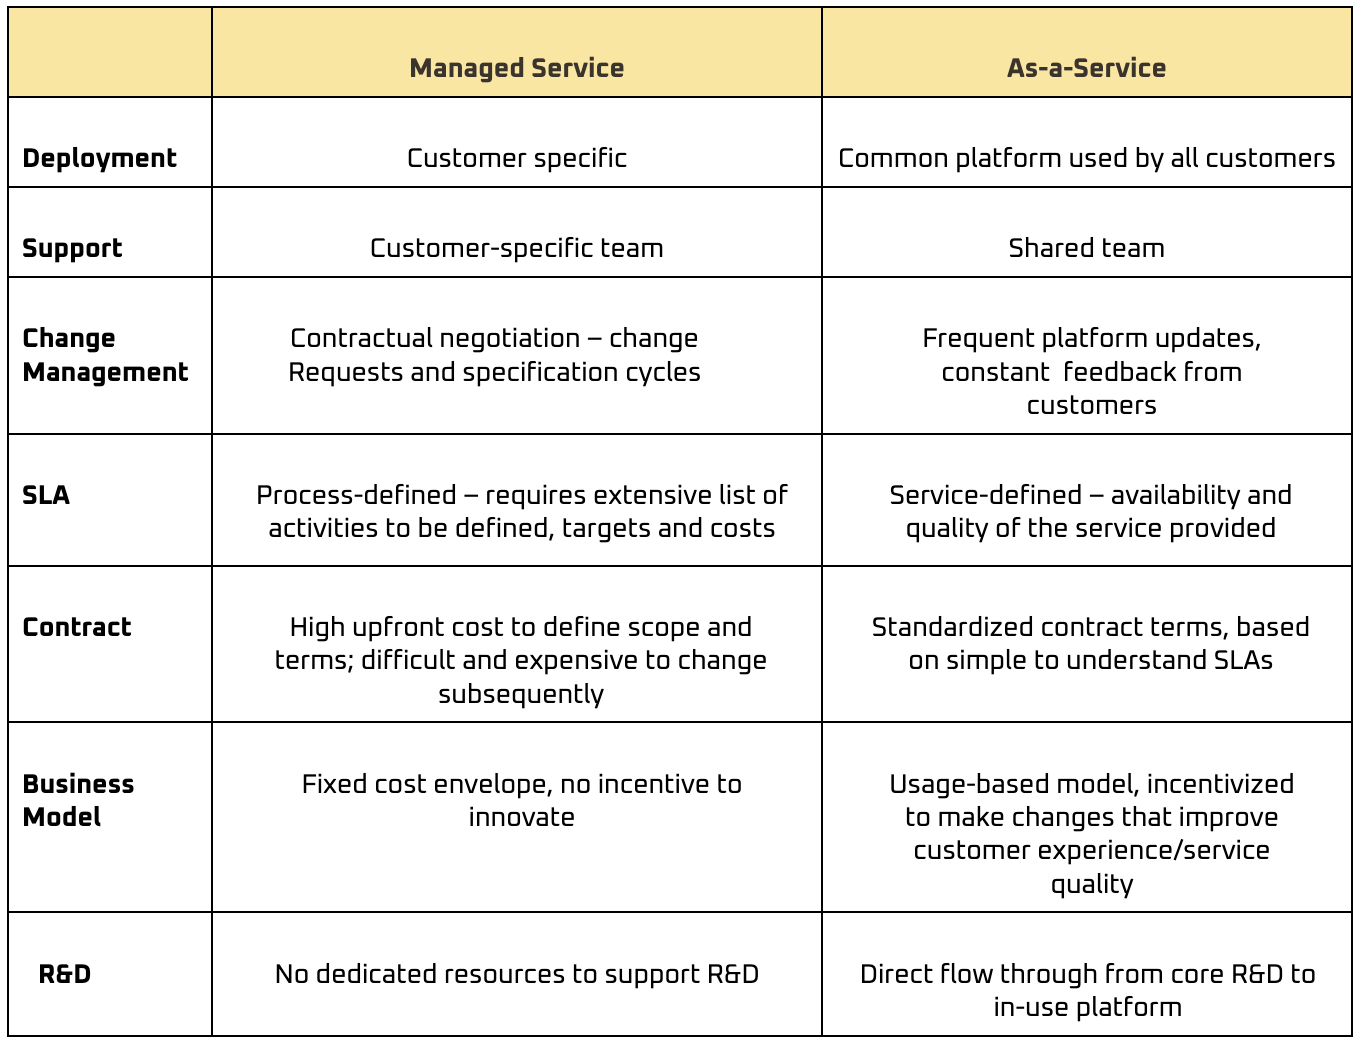 Managed Service
As-a-Service
Deployment
Customer specific
Common platform used by all customers
Support
Customer-specific team
Shared team
Change
Management
Contractual negotiation – change
Requests and specification cycles
Frequent platform updates,
constant  feedback from
customers
SLA
Process-defined – requires extensive list of
activities to be defined, targets and costs
Service-defined – availability and
quality of the service provided
Contract
High upfront cost to define scope and
terms; difficult and expensive to change
subsequently
Standardized contract terms, based
on simple to understand SLAs
Business
Model
Fixed cost envelope, no incentive to
innovate
Usage-based model, incentivized
to make changes that improve
customer experience/service
quality
R&D
No dedicated resources to support R&D
Direct flow through from core R&D to
in-use platform